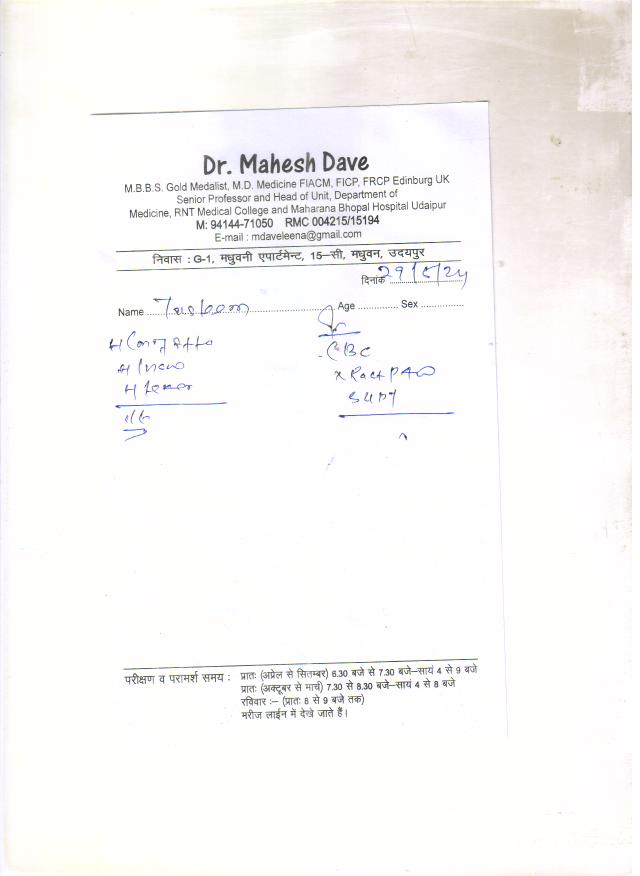 Dr. Mahesh Dave
M.B.B.S. Gold Medalist, M.D. Medicine FIACM, FICP, FRCP Edinburg UK
Senior Professor and Head of Unit, Department of
Medicine, RNT Medical College and Maharana Bhopal Hospital Udaipur
M: 94144-71050 RMC 004215/15194
E-mail : mdaveleena@gmail.com
निवास : G-1, मधुवनी एपार्टमेन्ट, 15–सी, मधुवन, उदयपुर
दिनांक 29/5/24
Name .................... Age .............. Sex ...............
CBC
परीक्षण व परामर्श समय : प्रातः (अप्रेल से सितम्बर) 6.30 बजे से 7.30 बजे–सायं 4 से 9 बजे
प्रातः (अक्टूबर से मार्च) 7.30 से 8.30 बजे–सायं 4 से 8 बजे
रविवार :– (प्रातः 8 से 9 बजे तक)
मरीज लाईन में देखे जाते हैं।